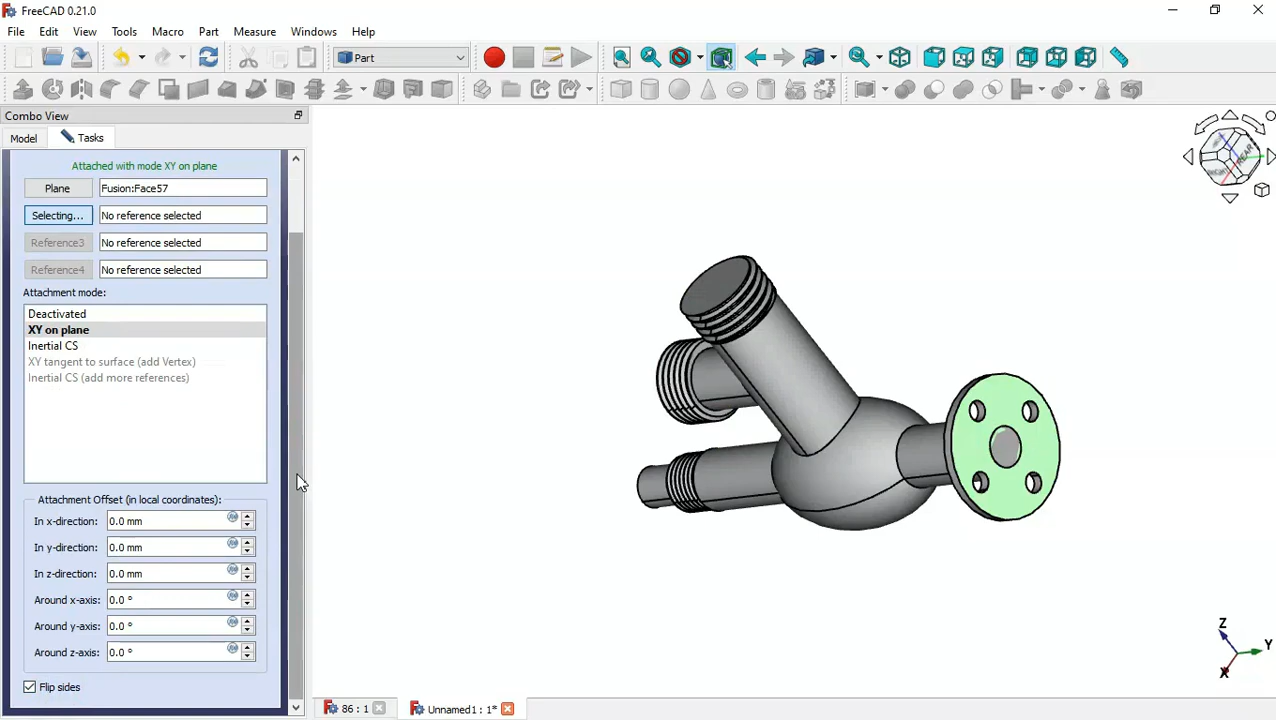 FreeCAD 0.21.0
File Edit View Tools Macro Part Measure Windows Help
Part
Combo View
Model Tasks
Attached with mode XY on plane
Plane Fusion:Face57
Selecting... No reference selected
Reference3 No reference selected
Reference4 No reference selected
Attachment mode:
Deactivated
XY on plane
Inertial CS
XY tangent to surface (add Vertex)
Inertial CS (add more references)
Attachment Offset (in local coordinates):
In x-direction: 0.0 mm
In y-direction: 0.0 mm
In z-direction: 0.0 mm
Around x-axis: 0.0 °
Around y-axis: 0.0 °
Around z-axis: 0.0 °
Flip sides
REAR
Z
Y
X
86 : 1 Unnamed1 : 1*